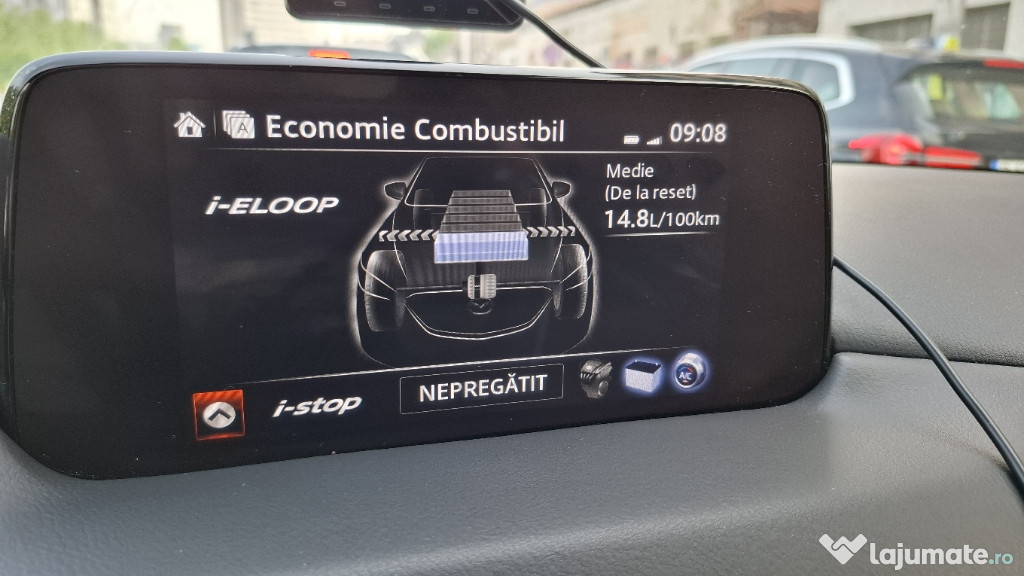 Economie Combustibil
09:08
i-ELOOP
Medie
(De la reset)
14.8L/100km
i-stop
NEPREGĂTIT
A/C
lajumate.ro